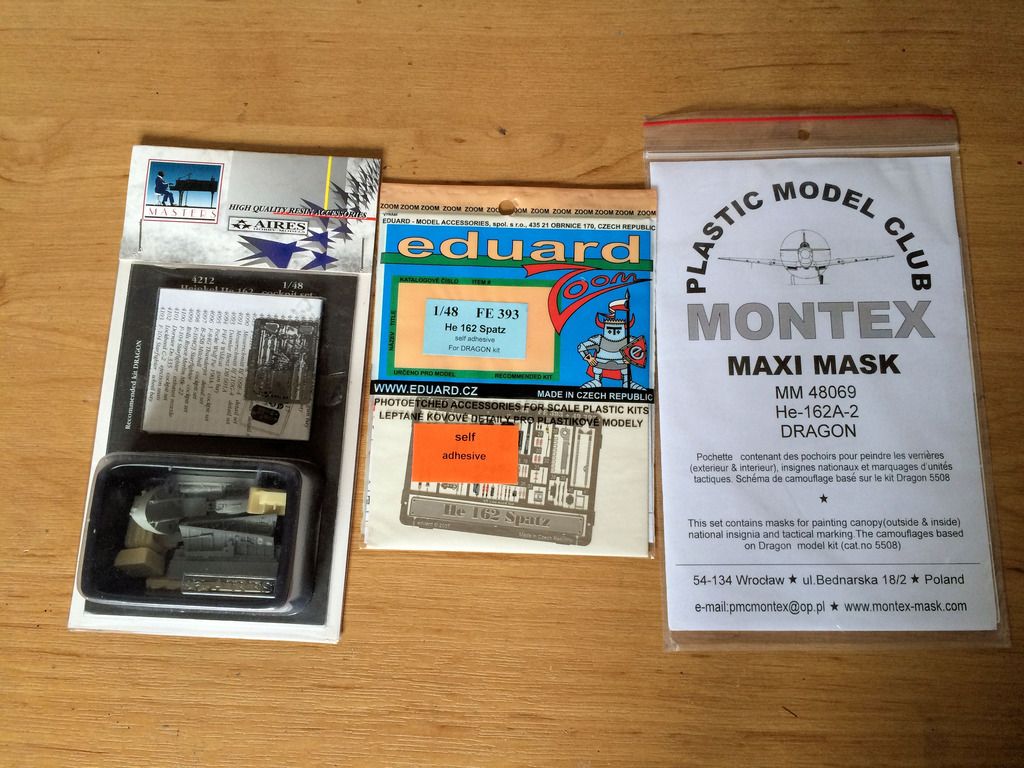 MASTERS
HIGH QUALITY RESIN ACCESSORIES
AIRES
4212
1/48
Heinkel He 162 cockpit set
Recommended kit DRAGON
AIRES
ZOOM ZOOM ZOOM ZOOM ZOOM ZOOM ZOOM ZOOM ZOOM ZOOM
EDUARD - MODEL ACCESSORIES, spol. s r.o., 435 21 OBRNICE 170, CZECH REPUBLIC
eduard
Zoom
KATALOGOVÉ ČÍSLO ITEM #
1/48 FE 393
He 162 Spatz
self adhesive
For DRAGON kit
NÁZEV TITLE
URČENO PRO MODEL RECOMMENDED KIT
WWW.EDUARD.CZ MADE IN CZECH REPUBLIC
PHOTOETCHED ACCESSORIES FOR SCALE PLASTIC KITS
LEPTANÉ KOVOVÉ DETAILY PRO PLASTIKOVÉ MODELY
self
adhesive
He 162 Spatz
eduard © 2007
Made in Czech Republic
PLASTIC MODEL CLUB
MONTEX
MAXI MASK
MM 48069
He-162A-2
DRAGON
Pochette contenant des pochoirs pour peindre les verrières
(exterieur & interieur), insignes nationaux et marquages d'unités
tactiques. Schéma de camouflage basé sur le kit Dragon 5508
★
This set contains masks for painting canopy(outside & inside)
national insignia and tactical marking.The camouflages based
on Dragon model kit (cat.no 5508)
54-134 Wrocław ★ ul.Bednarska 18/2 ★ Poland
e-mail:pmcmontex@op.pl ★ www.montex-mask.com